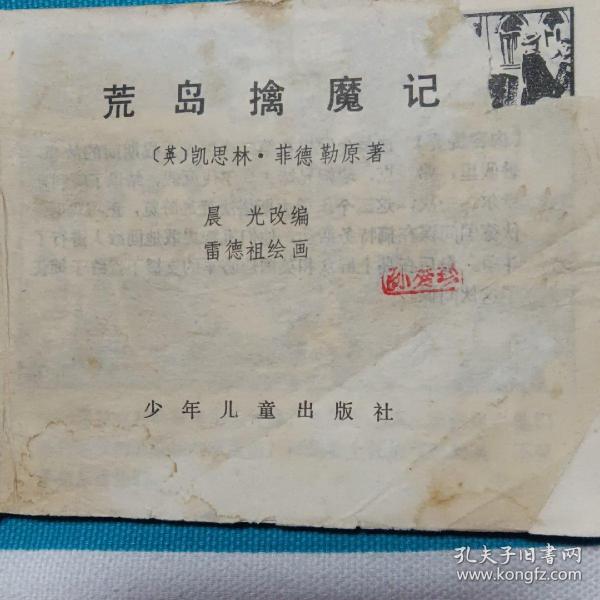 荒岛擒魔记
〔英〕凯思林·菲德勒原著
晨光改编
雷德祖绘画
少年儿童出版社
孔夫子旧书网
www.kongfz.com